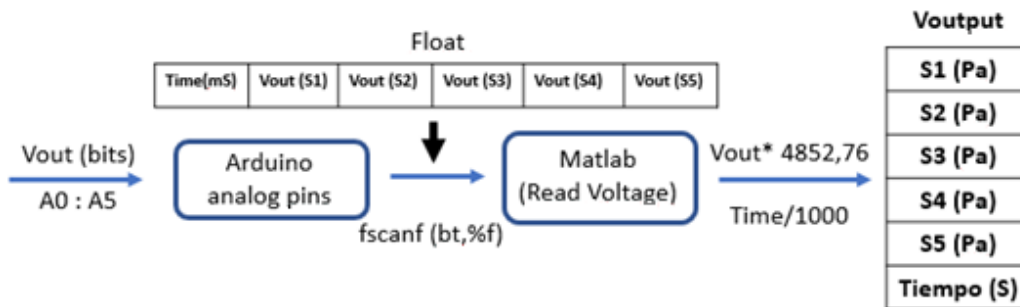 Voutput
Float
Time(mS) Vout (S1) Vout (S2) Vout (S3) Vout (S4) Vout (S5)
Vout (bits)
A0 : A5
Arduino
analog pins
fscanf (bt,%f)
Matlab
(Read Voltage)
Vout* 4852,76
Time/1000
S1 (Pa)
S2 (Pa)
S3 (Pa)
S4 (Pa)
S5 (Pa)
Tiempo (S)